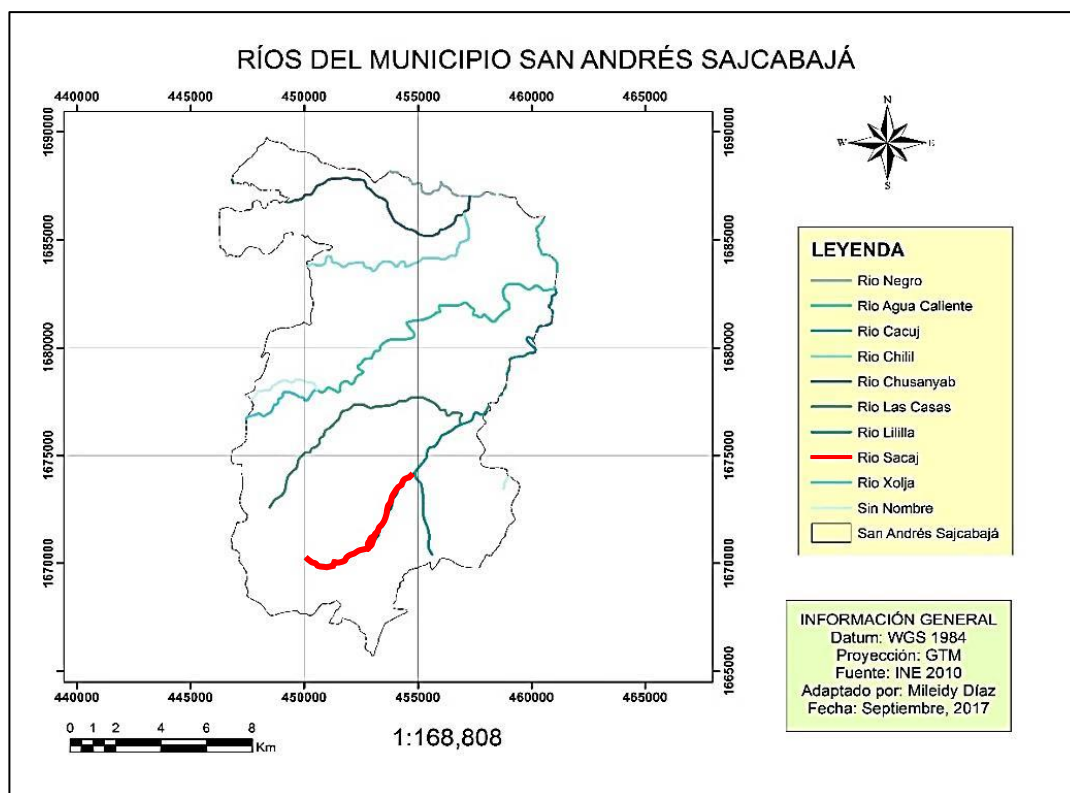 RÍOS DEL MUNICIPIO SAN ANDRÉS SAJCABAJÁ
440000 445000 450000 455000 460000 465000
1690000 1690000
1685000 1685000
1680000 1680000
1675000 1675000
1670000 1670000
1665000 1665000
440000 445000 450000 455000 460000 465000
0 1 2 4 6 8
Km
1:168,808
N
W E
S
LEYENDA
Rio Negro
Rio Agua Caliente
Rio Cacuj
Rio Chilil
Rio Chusanyab
Rio Las Casas
Rio Lililla
Rio Sacaj
Rio Xolja
Sin Nombre
San Andrés Sajcabajá
INFORMACIÓN GENERAL
Datum: WGS 1984
Proyección: GTM
Fuente: INE 2010
Adaptado por: Mileidy Díaz
Fecha: Septiembre, 2017